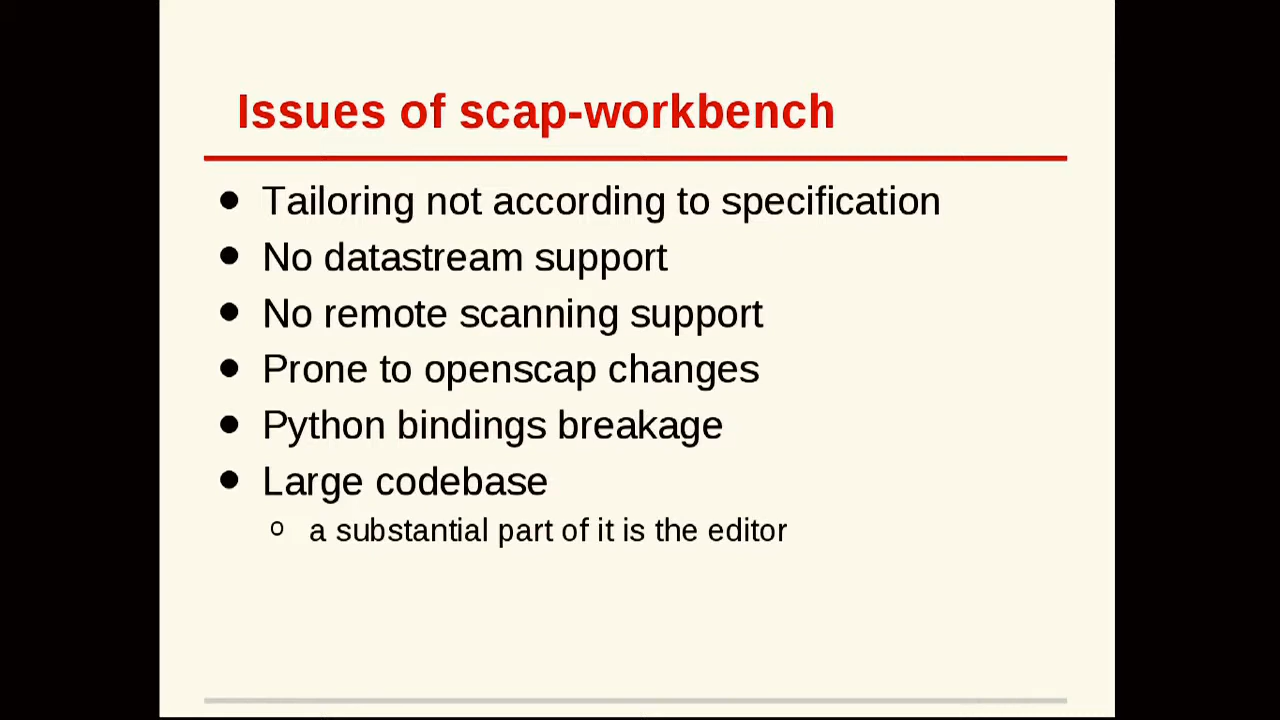 Issues of scap-workbench
● Tailoring not according to specification
● No datastream support
● No remote scanning support
● Prone to openscap changes
● Python bindings breakage
● Large codebase
○ a substantial part of it is the editor